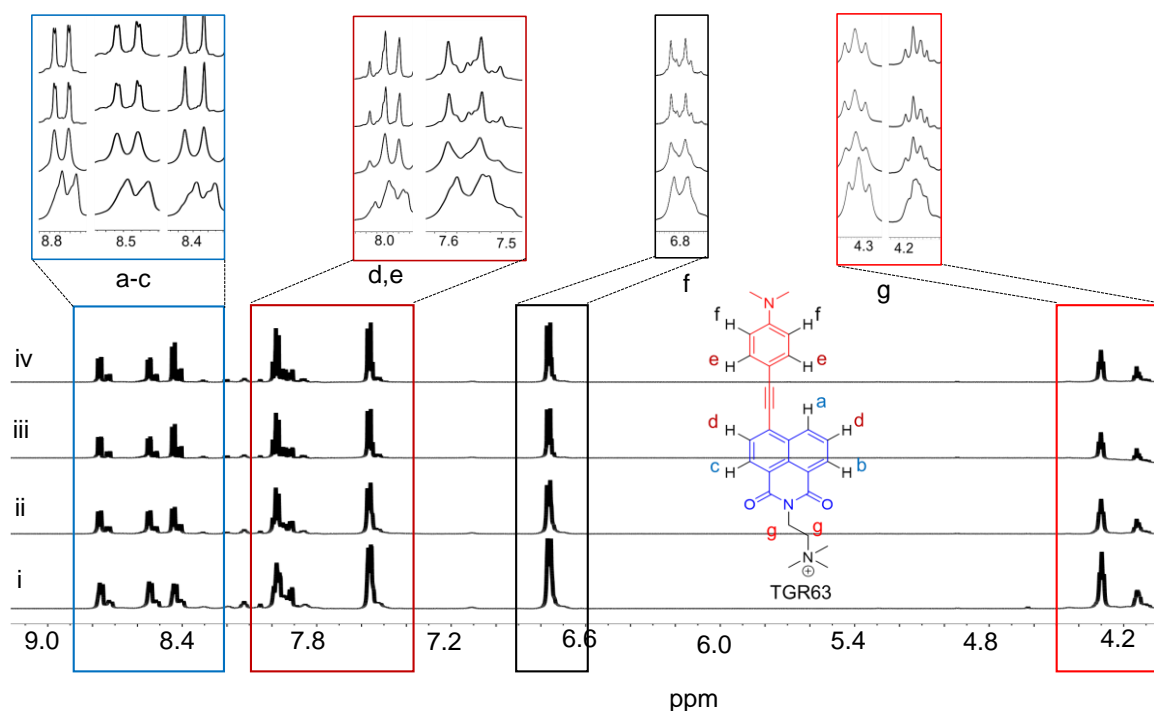 8.8 8.5 8.4
8.0 7.6 7.5
6.8
4.3 4.2
a-c
d,e
f
g
iv
iii
ii
i
N
f H H f
e H H e
H a
d H H d
c H H b
O N O
g g
N
⊕
TGR63
9.0 8.4 7.8 7.2 6.6 6.0 5.4 4.8 4.2
ppm